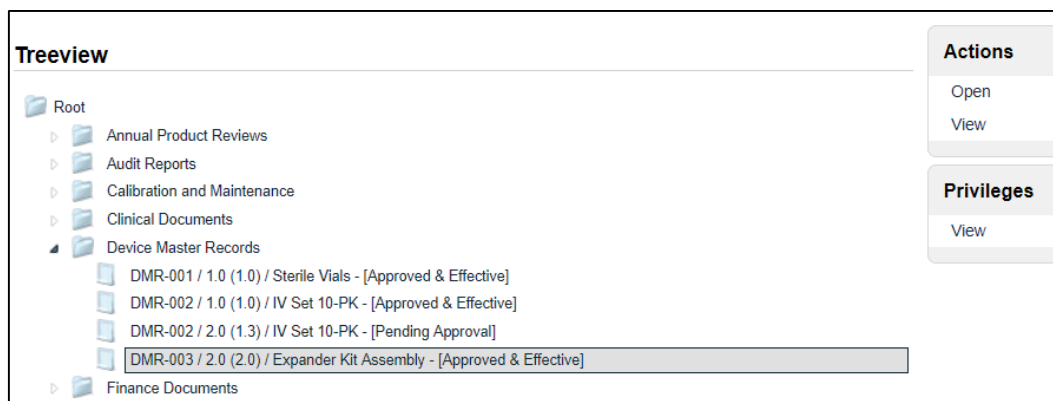 Treeview
Root
Annual Product Reviews
Audit Reports
Calibration and Maintenance
Clinical Documents
Device Master Records
DMR-001 / 1.0 (1.0) / Sterile Vials - [Approved & Effective]
DMR-002 / 1.0 (1.0) / IV Set 10-PK - [Approved & Effective]
DMR-002 / 2.0 (1.3) / IV Set 10-PK - [Pending Approval]
DMR-003 / 2.0 (2.0) / Expander Kit Assembly - [Approved & Effective]
Finance Documents
Actions
Open
View
Privileges
View